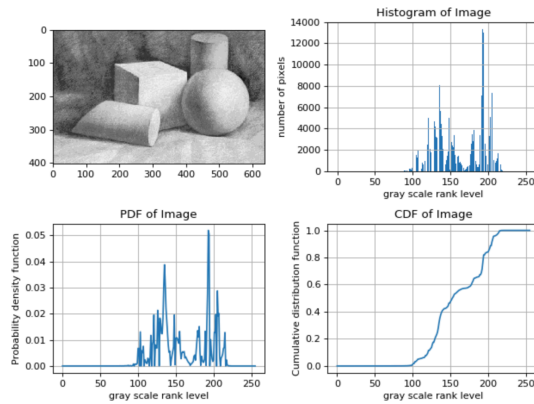 Histogram of Image
14000
12000
10000
8000
6000
4000
2000
0
number of pixels
0 50 100 150 200 250
gray scale rank level
0
100
200
300
400
0 100 200 300 400 500 600
PDF of Image
0.05
0.04
0.03
0.02
0.01
0.00
Probability density function
0 50 100 150 200 250
gray scale rank level
CDF of Image
1.0
0.8
0.6
0.4
0.2
0.0
Cumulative distribution function
0 50 100 150 200 250
gray scale rank level